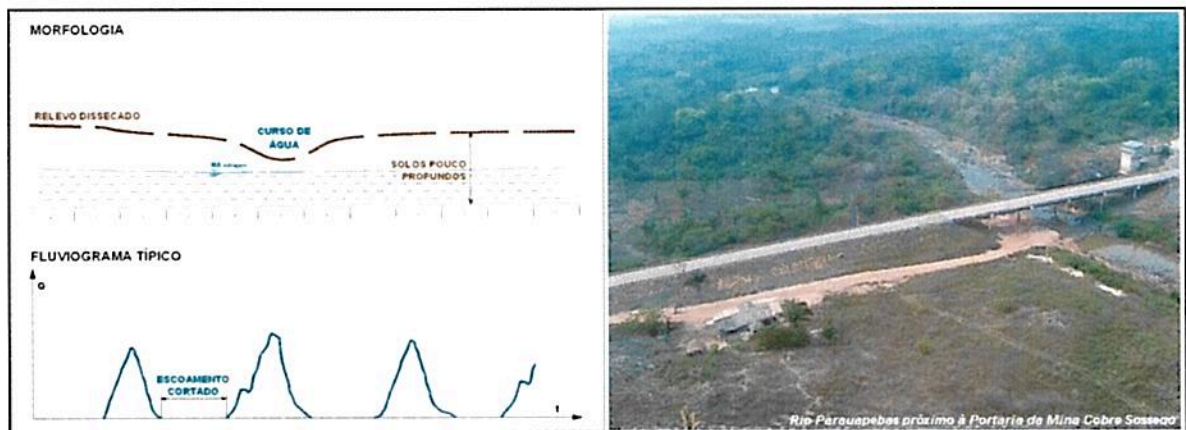 MORFOLOGIA
RELEVO DISSECADO
CURSO DE
ÁGUA
SOLOS POUCO
PROFUNDOS
FLUVIOGRAMA TÍPICO
Q
ESCOAMENTO
CORTADO
t
Rio Parauapebas próximo à Portaria da Mina Cobre Sossego